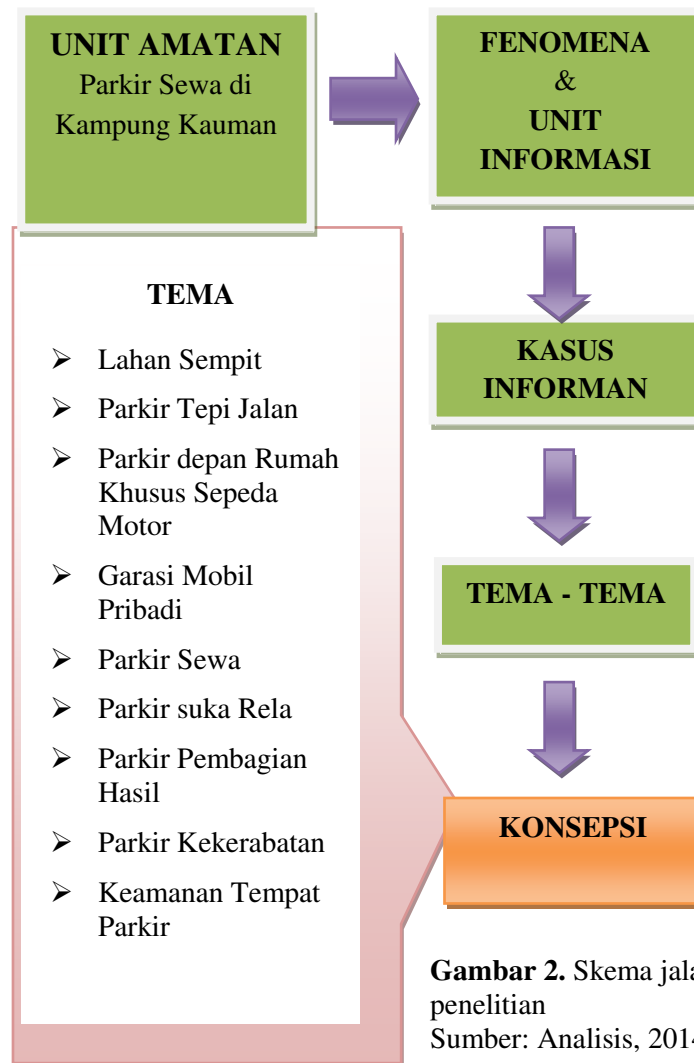 UNIT AMATAN
Parkir Sewa di
Kampung Kauman
FENOMENA
&
UNIT
INFORMASI
KASUS
INFORMAN
TEMA - TEMA
KONSEPSI
TEMA
➢ Lahan Sempit
➢ Parkir Tepi Jalan
➢ Parkir depan Rumah
Khusus Sepeda
Motor
➢ Garasi Mobil
Pribadi
➢ Parkir Sewa
➢ Parkir suka Rela
➢ Parkir Pembagian
Hasil
➢ Parkir Kekerabatan
➢ Keamanan Tempat
Parkir
Gambar 2. Skema
penelitian
Sumber: Analisis,